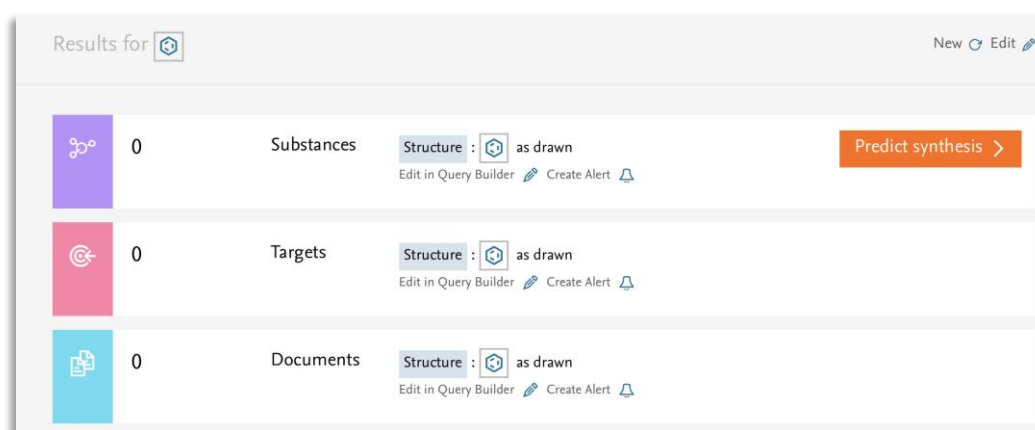 Results for
New Edit
0 Substances Structure : as drawn Predict synthesis
Edit in Query Builder Create Alert
0 Targets Structure : as drawn
Edit in Query Builder Create Alert
0 Documents Structure : as drawn
Edit in Query Builder Create Alert